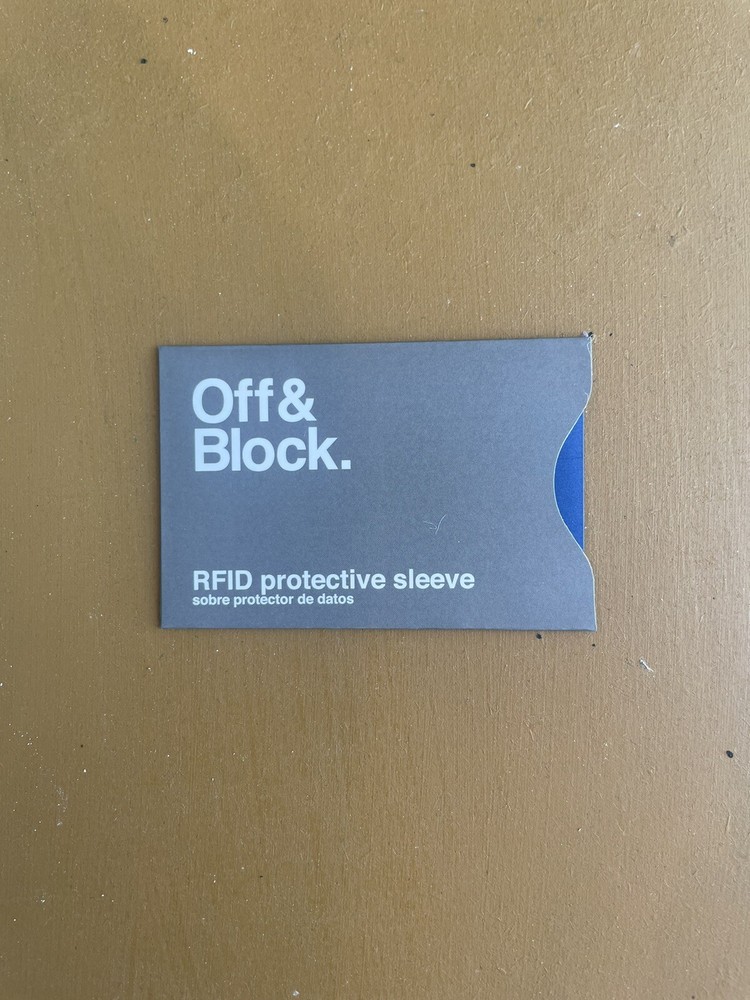 Off&
Block.
RFID protective sleeve
sobre protector de datos